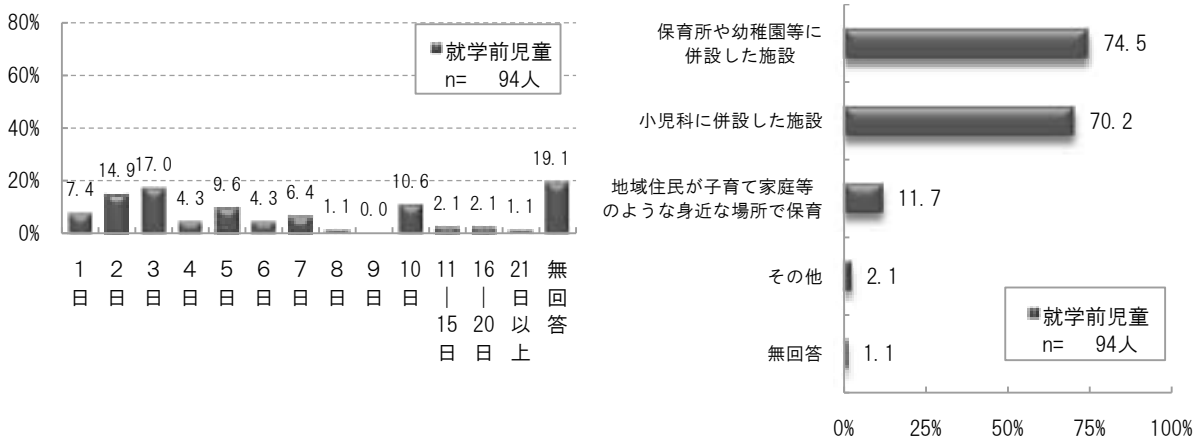 80%
60%
40%
20%
0%
就学前児童
n= 94人
7.4
14.9
17.0
4.3
9.6
4.3
6.4
1.1
0.0
10.6
2.1
2.1
1.1
19.1
1日
2日
3日
4日
5日
6日
7日
8日
9日
10日
11|15日
16|20日
21日以上
無回答
保育所や幼稚園等に
併設した施設
74.5
小児科に併設した施設
70.2
地域住民が子育て家庭等
のような身近な場所で保育
11.7
その他
2.1
無回答
1.1
就学前児童
n= 94人
0%
25%
50%
75%
100%